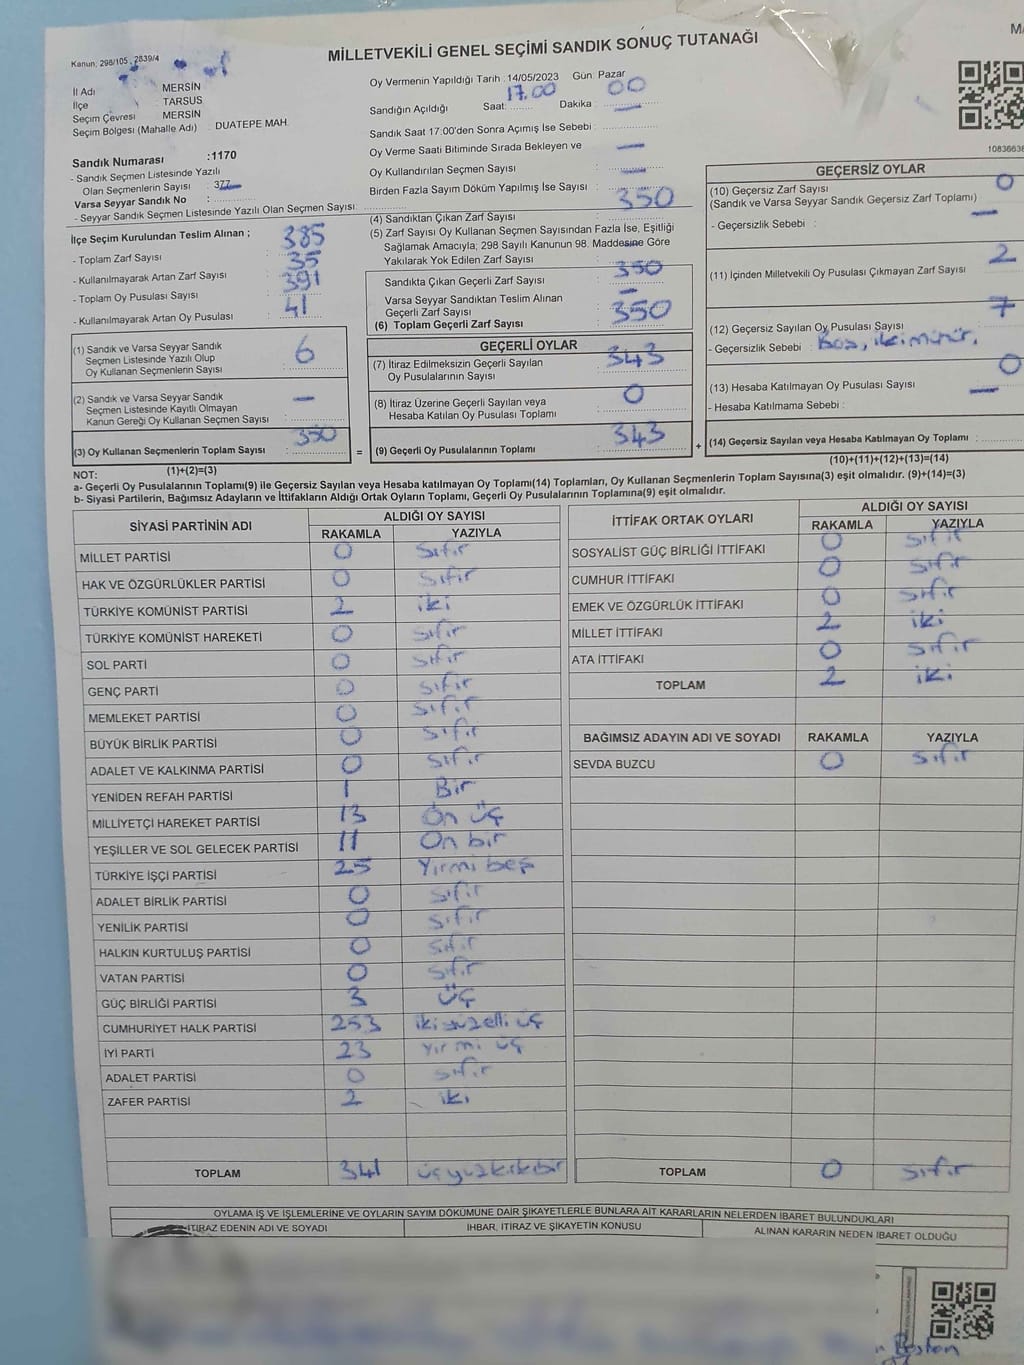 MİLLETVEKİLİ GENEL SEÇİMİ SANDIK SONUÇ TUTANAĞI
Kanun; 298/105, 2839/4
İl Adı MERSİN
İlçe TARSUS
Seçim Çevresi MERSİN
Seçim Bölgesi (Mahalle Adı) : DUATEPE MAH.
Sandık Numarası :1170
- Sandık Seçmen Listesinde Yazılı
Olan Seçmenlerin Sayısı : 377
Varsa Seyyar Sandık No :
- Seyyar Sandık Seçmen Listesinde Yazılı Olan Seçmen Sayısı:
Oy Vermenin Yapıldığı Tarih :14/05/2023 Gün: Pazar
Sandığın Açıldığı Saat: 17.00 Dakika : 00
Sandık Saat 17:00'den Sonra Açımış İse Sebebi :
Oy Verme Saati Bitiminde Sırada Bekleyen ve
Oy Kullandırılan Seçmen Sayısı : —
Birden Fazla Sayım Döküm Yapılmış İse Sayısı : —
İlçe Seçim Kurulundan Teslim Alınan ;
- Toplam Zarf Sayısı : 385
- Kullanılmayarak Artan Zarf Sayısı : 35
- Toplam Oy Pusulası Sayısı : 391
- Kullanılmayarak Artan Oy Pusulası : 41
(4) Sandıktan Çıkan Zarf Sayısı : 350
(5) Zarf Sayısı Oy Kullanan Seçmen Sayısından Fazla İse, Eşitliği
Sağlamak Amacıyla; 298 Sayılı Kanunun 98. Maddesine Göre
Yakılarak Yok Edilen Zarf Sayısı : —
Sandıkta Çıkan Geçerli Zarf Sayısı : 350
Varsa Seyyar Sandıktan Teslim Alınan
Geçerli Zarf Sayısı : —
(6) Toplam Geçerli Zarf Sayısı : 350
GEÇERSİZ OYLAR
(10) Geçersiz Zarf Sayısı : 0
(Sandık ve Varsa Seyyar Sandık Geçersiz Zarf Toplamı)
- Geçersizlik Sebebi : —
(11) İçinden Milletvekili Oy Pusulası Çıkmayan Zarf Sayısı : 2
(12) Geçersiz Sayılan Oy Pusulası Sayısı : 7
- Geçersizlik Sebebi : Boş,
(13) Hesaba Katılmayan Oy Pusulası Sayısı : 0
- Hesaba Katılmama Sebebi : —
(14) Geçersiz Sayılan veya Hesaba Katılmayan Oy Toplamı :
(10)+(11)+(12)+(13)=(14)
(1) Sandık ve Varsa Seyyar Sandık
Seçmen Listesinde Yazılı Olup
Oy Kullanan Seçmenlerin Sayısı : 6
(2) Sandık ve Varsa Seyyar Sandık
Seçmen Listesinde Kayıtlı Olmayan
Kanun Gereği Oy Kullanan Seçmen Sayısı : —
(3) Oy Kullanan Seçmenlerin Toplam Sayısı : 350
(1)+(2)=(3)
GEÇERLİ OYLAR
(7) İtiraz Edilmeksizin Geçerli Sayılan
Oy Pusulalarının Sayısı : 343
(8) İtiraz Üzerine Geçerli Sayılan veya
Hesaba Katılan Oy Pusulası Toplamı : 0
= (9) Geçerli Oy Pusulalarının Toplamı : 343 +
NOT:
a- Geçerli Oy Pusulalarının Toplamı(9) ile Geçersiz Sayılan veya Hesaba katılmayan Oy Toplamı(14) Toplamları, Oy Kullanan Seçmenlerin Toplam Sayısına(3) eşit olmalıdır. (9)+(14)=(3)
b- Siyasi Partilerin, Bağımsız Adayların ve İttifakların Aldığı Ortak Oyların Toplamı, Geçerli Oy Pusulalarının Toplamına(9) eşit olmalıdır.
SİYASİ PARTİNİN ADI ALDIĞI OY SAYISI
RAKAMLA YAZIYLA
MİLLET PARTİSİ 0 Sıfır
HAK VE ÖZGÜRLÜKLER PARTİSİ 0 Sıfır
TÜRKİYE KOMÜNİST PARTİSİ 2 iki
TÜRKİYE KOMÜNİST HAREKETİ 0 Sıfır
SOL PARTİ 0 Sıfır
GENÇ PARTİ 0 Sıfır
MEMLEKET PARTİSİ 0 Sıfır
BÜYÜK BİRLİK PARTİSİ 0 Sıfır
ADALET VE KALKINMA PARTİSİ 0 Sıfır
YENİDEN REFAH PARTİSİ 1 Bir
MİLLİYETÇİ HAREKET PARTİSİ 13 On üç
YEŞİLLER VE SOL GELECEK PARTİSİ 11 On bir
TÜRKİYE İŞÇİ PARTİSİ 25 Yirmi beş
ADALET BİRLİK PARTİSİ 0 Sıfır
YENİLİK PARTİSİ 0 Sıfır
HALKIN KURTULUŞ PARTİSİ 0 Sıfır
VATAN PARTİSİ 0 Sıfır
GÜÇ BİRLİĞİ PARTİSİ 3 üç
CUMHURİYET HALK PARTİSİ 253 iki yüzelli üç
İYİ PARTİ 23 Yirmi üç
ADALET PARTİSİ 0 Sıfır
ZAFER PARTİSİ 2 iki
TOPLAM 341 üçyüzkırkbir
İTTİFAK ORTAK OYLARI ALDIĞI OY SAYISI
RAKAMLA YAZIYLA
SOSYALİST GÜÇ BİRLİĞİ İTTİFAKI 0 Sıfır
CUMHUR İTTİFAKI 0 Sıfır
EMEK VE ÖZGÜRLÜK İTTİFAKI 0 Sıfır
MİLLET İTTİFAKI 2 iki
ATA İTTİFAKI 0 Sıfır
TOPLAM 2 iki
BAĞIMSIZ ADAYIN ADI VE SOYADI RAKAMLA YAZIYLA
SEVDA BUZCU 0 Sıfır
TOPLAM 0 Sıfır
OYLAMA İŞ VE İŞLEMLERİNE VE OYLARIN SAYIM DÖKÜMÜNE DAİR ŞİKAYETLERLE BUNLARA AİT KARARLARIN NELERDEN İBARET BULUNDUKLARI
İTİRAZ EDENİN ADI VE SOYADI İHBAR, İTİRAZ VE ŞİKAYETİN KONUSU ALINAN KARARIN NEDEN İBARET OLDUĞU